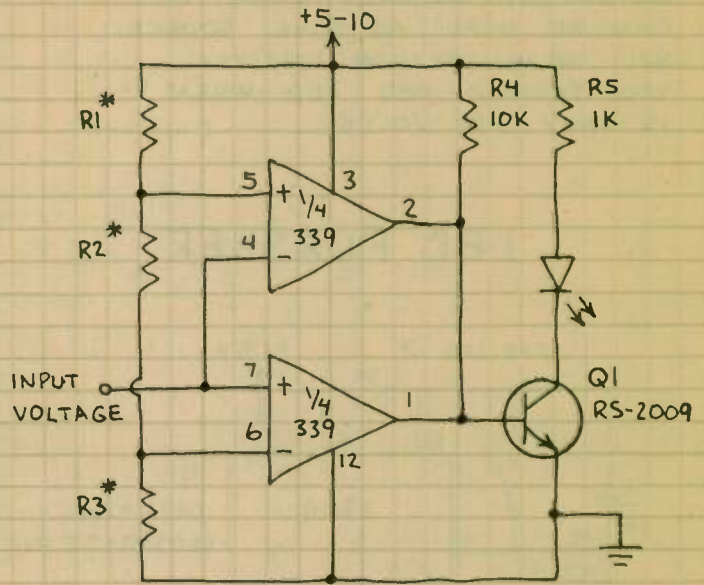 +5-10
R1*
R4
10K
R5
1K
5
+
3
1/4
339
2
R2*
4
-
INPUT
VOLTAGE
7
+
1/4
339
1
Q1
RS-2009
6
-
12
R3*